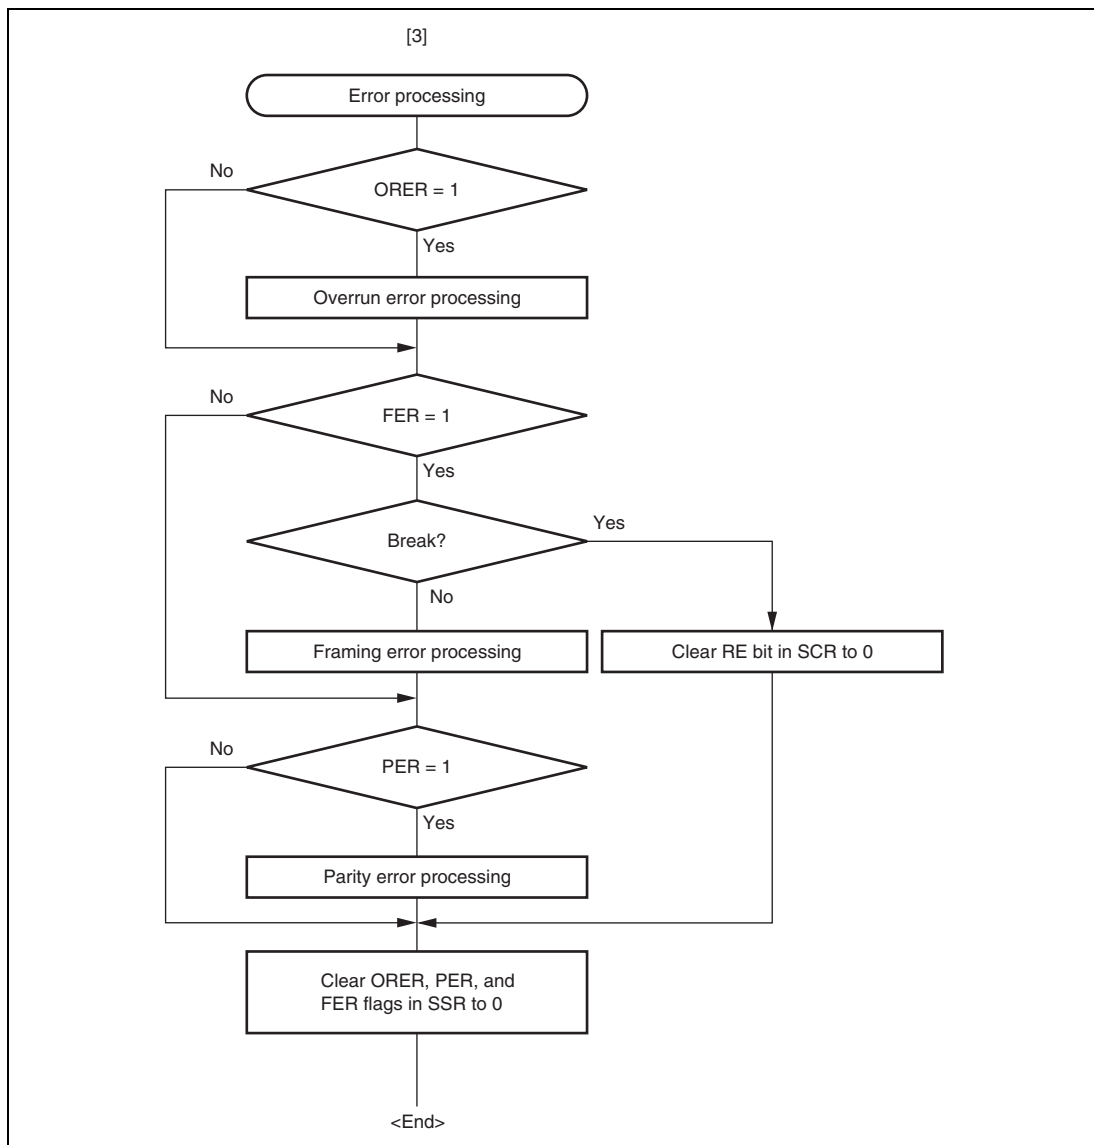 [3]
Error processing
No
ORER = 1
Yes
Overrun error processing
No
FER = 1
Yes
Yes
Break?
No
Framing error processing
Clear RE bit in SCR to 0
No
PER = 1
Yes
Parity error processing
Clear ORER, PER, and
FER flags in SSR to 0
<End>